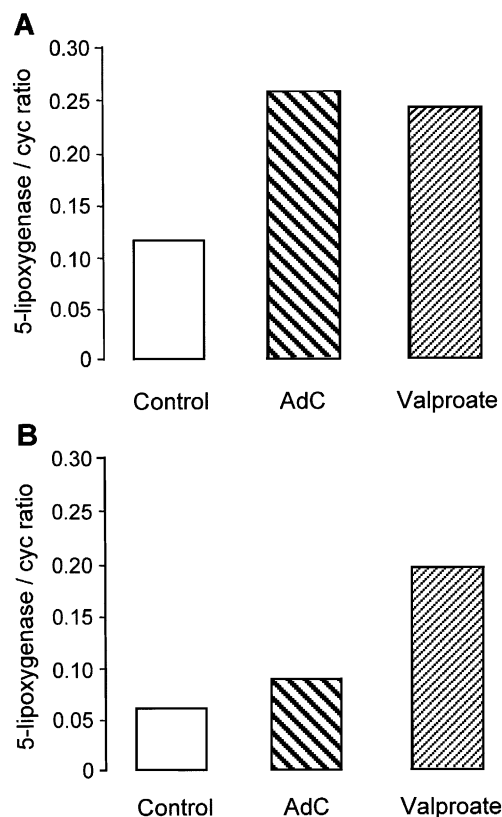 A
5-lipoxygenase / cyc ratio
0.30
0.25
0.20
0.15
0.10
0.05
0
Control AdC Valproate
B
5-lipoxygenase / cyc ratio
0.30
0.25
0.20
0.15
0.10
0.05
0
Control AdC Valproate